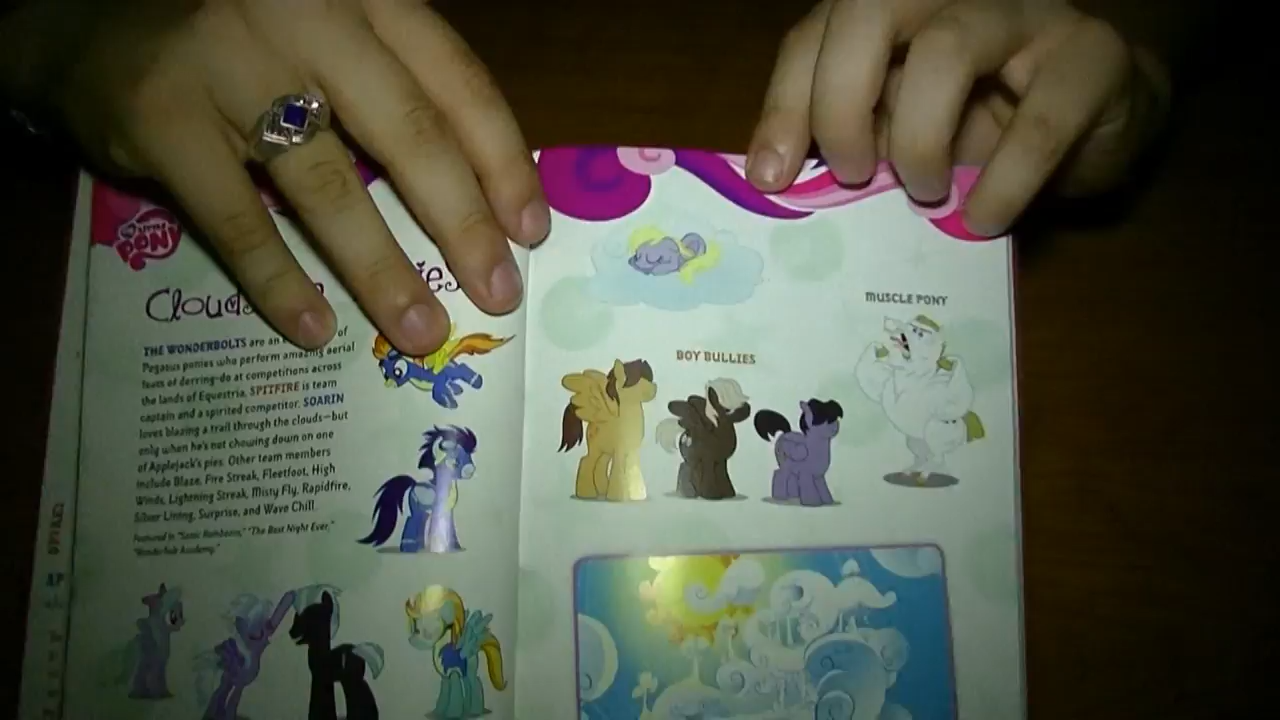 My LITTLE PONY
Clouds
ies
THE WONDERBOLTS are an of
Pegasus ponies who perform amazing aerial
feats of derring-do at competitions across
the lands of Equestria. SPITFIRE is team
captain and a spirited competitor. SOARIN
loves blazing a trail through the clouds—but
only when he's not chowing down on one
of Applejack's pies. Other team members
include Blaze, Fire Streak, Fleetfoot, High
Winds, Lightning Streak, Misty Fly, Rapidfire,
Silver Lining, Surprise, and Wave Chill.
Featured in "Sonic Rainboom," "The Best Night Ever,"
"Wonderbolt Academy."
MUSCLE PONY
BOY BULLIES